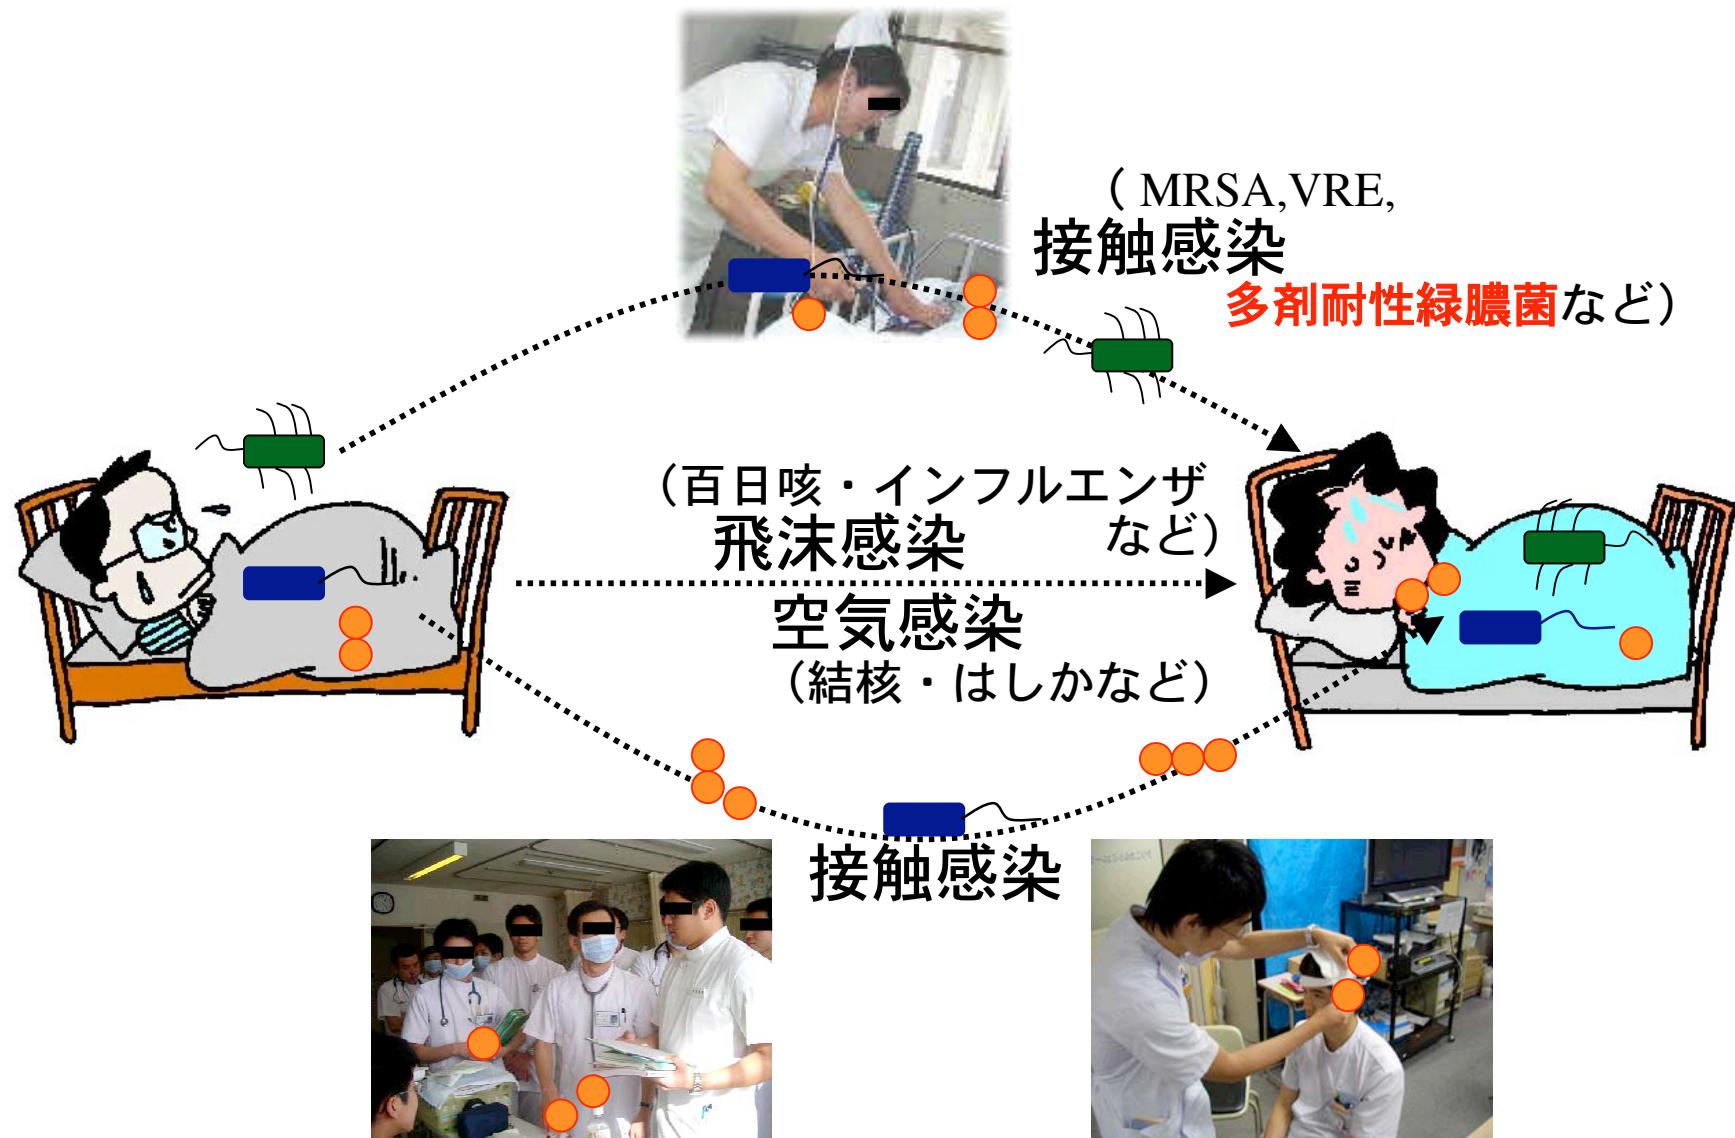 （ MRSA,VRE,
接触感染
多剤耐性緑膿菌など）
（百日咳・インフルエンザ
飛沫感染 など）
空気感染
（結核・はしかなど）
接触感染